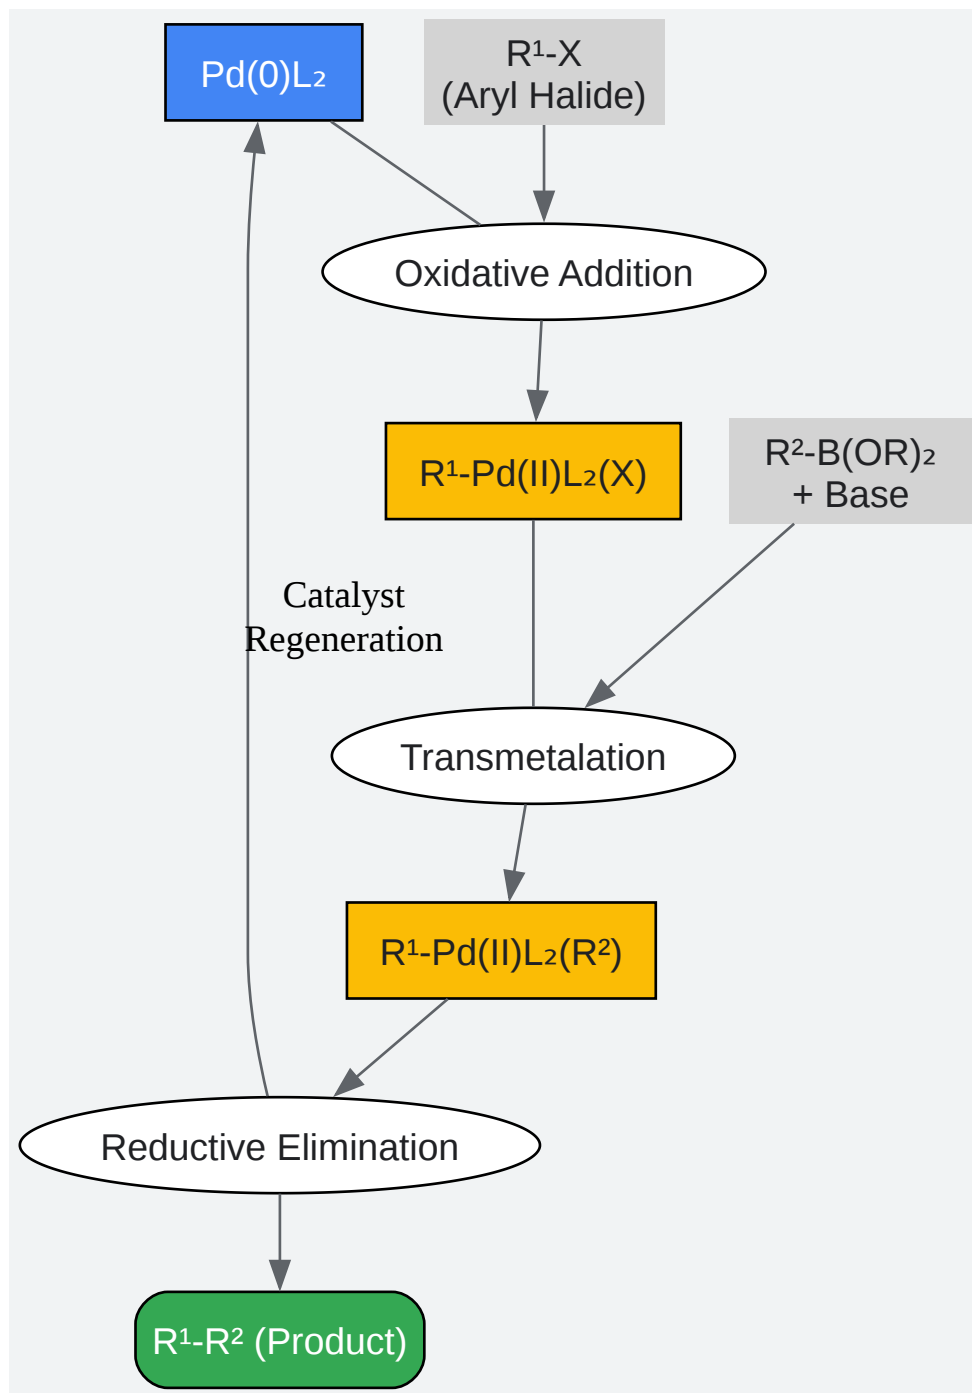 Pd(0)L₂
R¹-X
(Aryl Halide)
Oxidative Addition
R¹-Pd(II)L₂(X)
R²-B(OR)₂
+ Base
Catalyst
Regeneration
Transmetalation
R¹-Pd(II)L₂(R²)
Reductive Elimination
R¹-R² (Product)